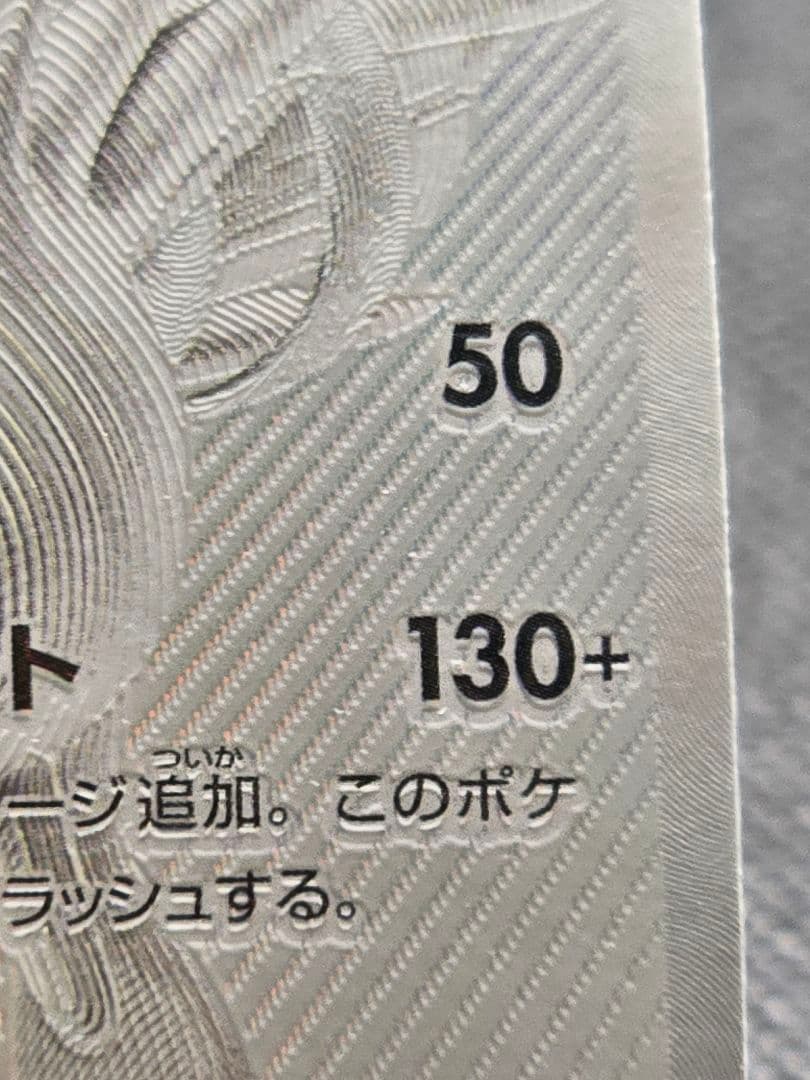 50
ト 130+
ついか
ージ追加。このポケ
ラッシュする。